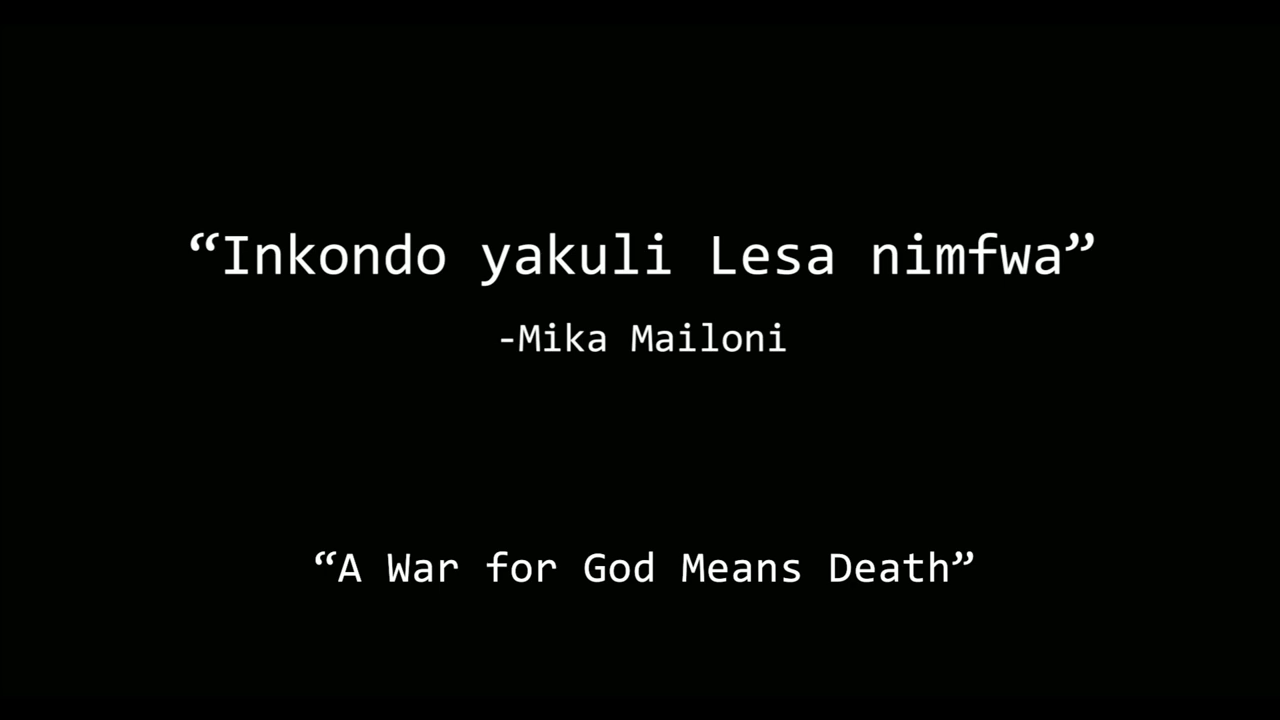 “Inkondo yakuli Lesa nimfwa”
-Mika Mailoni
“A War for God Means Death”